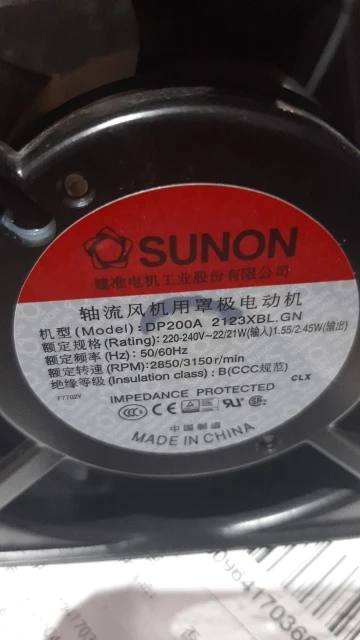 SUNON
建准电机工业股份有限公司
轴流风机用罩极电动机
机型(Model): DP200A 2123XBL.GN
额定规格(Rating): 220-240V~22/21W(输入)1.55/2.45W(输出)
额定频率(Hz): 50/60Hz
额定转速(RPM): 2850/3150r/min
绝缘等级(Insulation class): B(CCC规范)
F7702V
CLX
IMPEDANCE PROTECTED
中国制造
MADE IN CHINA